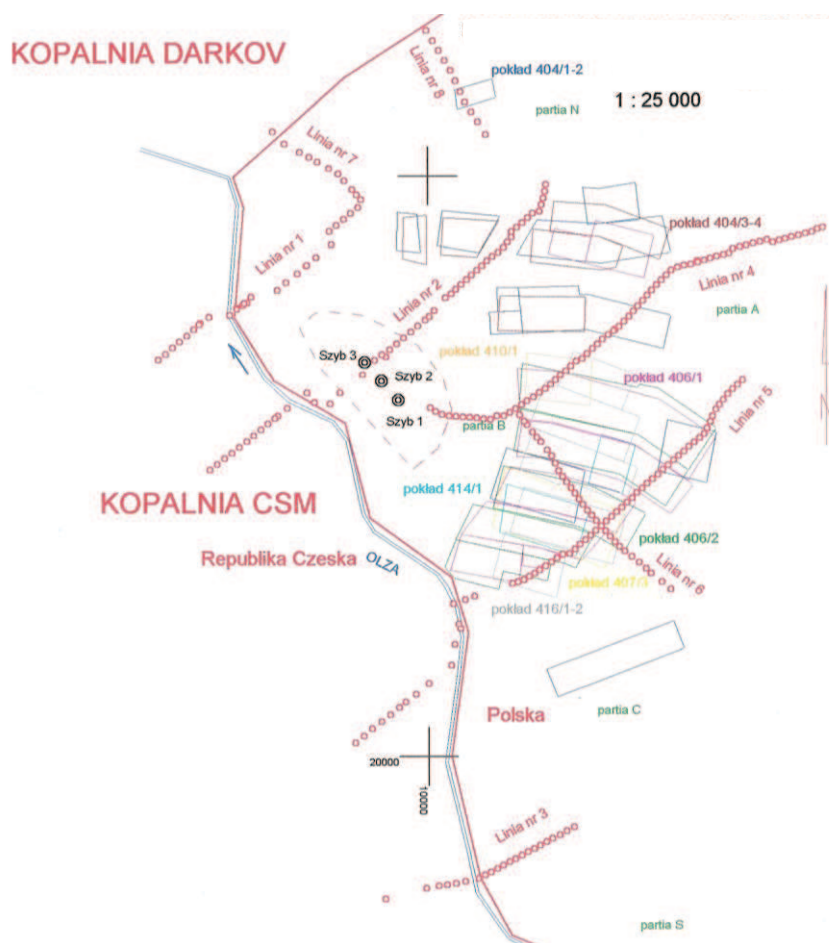 KOPALNIA DARKOV
Linia nr 8
pokład 404/1-2
1 : 25 000
partia N
Linia nr 7
pokład 404/3-4
Linia nr 1
Linia nr 2
Linia nr 4
partia A
pokład 410/1
Szyb 3
Szyb 2
pokład 406/1
Szyb 1
partia B
Linia nr 5
pokład 414/1
KOPALNIA CSM
pokład 406/2
Republika Czeska
OLZA
pokład 407/3
Linia nr 6
pokład 416/1-2
Polska
partia C
20000
10000
Linia nr 3
partia S